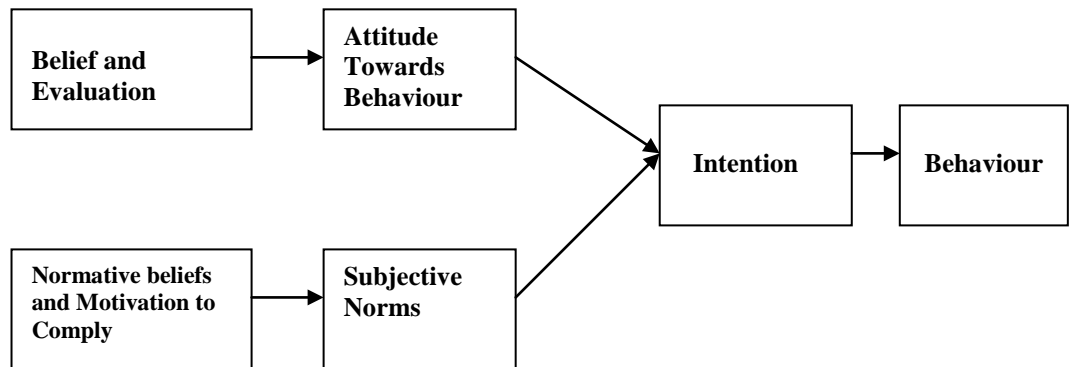 Belief and
Evaluation
Attitude
Towards
Behaviour
Intention
Behaviour
Normative beliefs
and Motivation to
Comply
Subjective
Norms